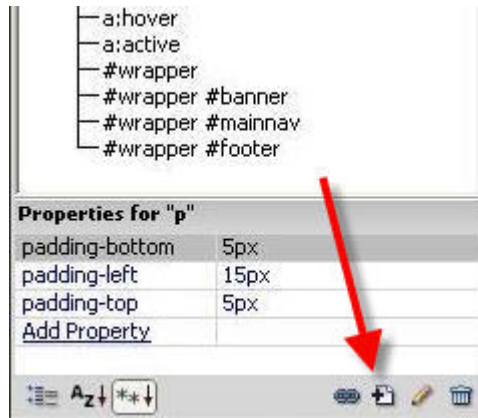 a:hover
a:active
#wrapper
#wrapper #banner
#wrapper #mainnav
#wrapper #footer
Properties for "p"
padding-bottom 5px
padding-left 15px
padding-top 5px
Add Property
Az↓ **↓